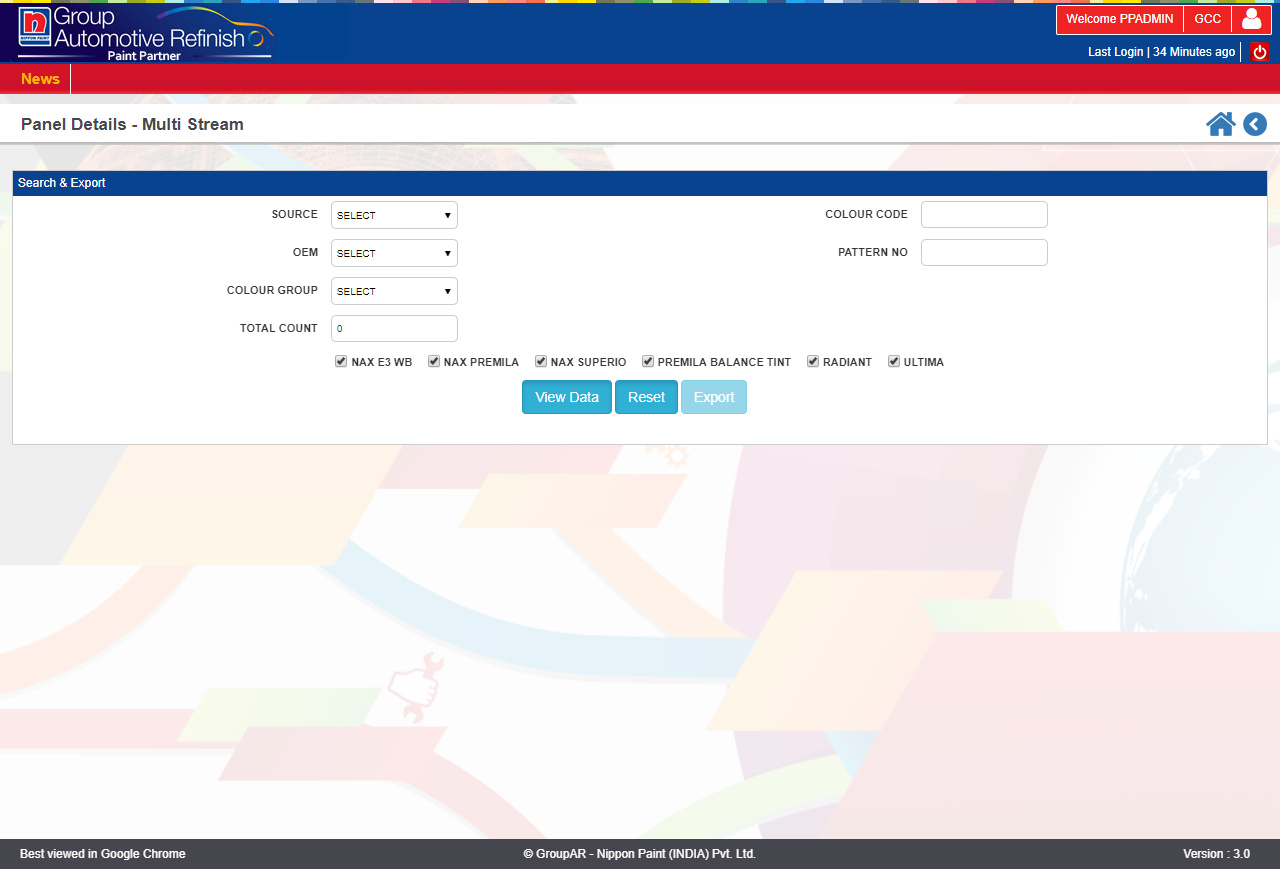 n
NIPPON PAINT
Group
Automotive Refinish
Paint Partner
Welcome PPADMIN GCC
Last Login | 34 Minutes ago
News
Panel Details - Multi Stream
Search & Export
SOURCE SELECT COLOUR CODE
OEM SELECT PATTERN NO
COLOUR GROUP SELECT
TOTAL COUNT 0
NAX E3 WB NAX PREMILA NAX SUPERIO PREMILA BALANCE TINT RADIANT ULTIMA
View Data Reset Export
Best viewed in Google Chrome © GroupAR - Nippon Paint (INDIA) Pvt. Ltd. Version : 3.0